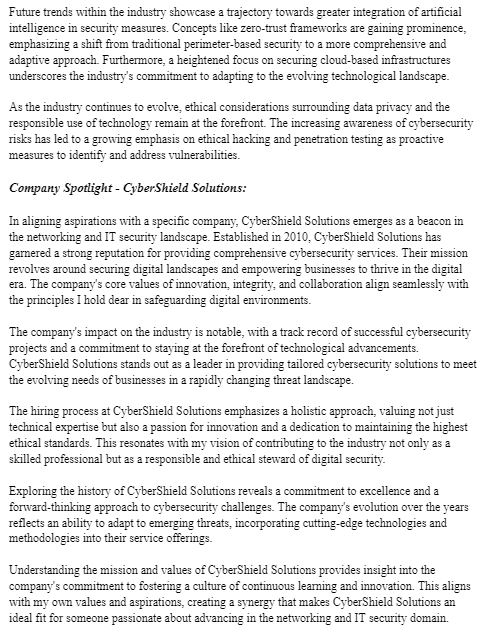 Future trends within the industry showcase a trajectory towards greater integration of artificial
intelligence in security measures. Concepts like zero-trust frameworks are gaining prominence,
emphasizing a shift from traditional perimeter-based security to a more comprehensive and
adaptive approach. Furthermore, a heightened focus on securing cloud-based infrastructures
underscores the industry's commitment to adapting to the evolving technological landscape.
As the industry continues to evolve, ethical considerations surrounding data privacy and the
responsible use of technology remain at the forefront. The increasing awareness of cybersecurity
risks has led to a growing emphasis on ethical hacking and penetration testing as proactive
measures to identify and address vulnerabilities.
Company Spotlight - CyberShield Solutions:
In aligning aspirations with a specific company, CyberShield Solutions emerges as a beacon in
the networking and IT security landscape. Established in 2010, CyberShield Solutions has
garnered a strong reputation for providing comprehensive cybersecurity services. Their mission
revolves around securing digital landscapes and empowering businesses to thrive in the digital
era. The company's core values of innovation, integrity, and collaboration align seamlessly with
the principles I hold dear in safeguarding digital environments.
The company's impact on the industry is notable, with a track record of successful cybersecurity
projects and a commitment to staying at the forefront of technological advancements.
CyberShield Solutions stands out as a leader in providing tailored cybersecurity solutions to meet
the evolving needs of businesses in a rapidly changing threat landscape.
The hiring process at CyberShield Solutions emphasizes a holistic approach, valuing not just
technical expertise but also a passion for innovation and a dedication to maintaining the highest
ethical standards. This resonates with my vision of contributing to the industry not only as a
skilled professional but as a responsible and ethical steward of digital security.
Exploring the history of CyberShield Solutions reveals a commitment to excellence and a
forward-thinking approach to cybersecurity challenges. The company's evolution over the years
reflects an ability to adapt to emerging threats, incorporating cutting-edge technologies and
methodologies into their service offerings.
Understanding the mission and values of CyberShield Solutions provides insight into the
company's commitment to fostering a culture of continuous learning and innovation. This aligns
with my own values and aspirations, creating a synergy that makes CyberShield Solutions an
ideal fit for someone passionate about advancing in the networking and IT security domain.